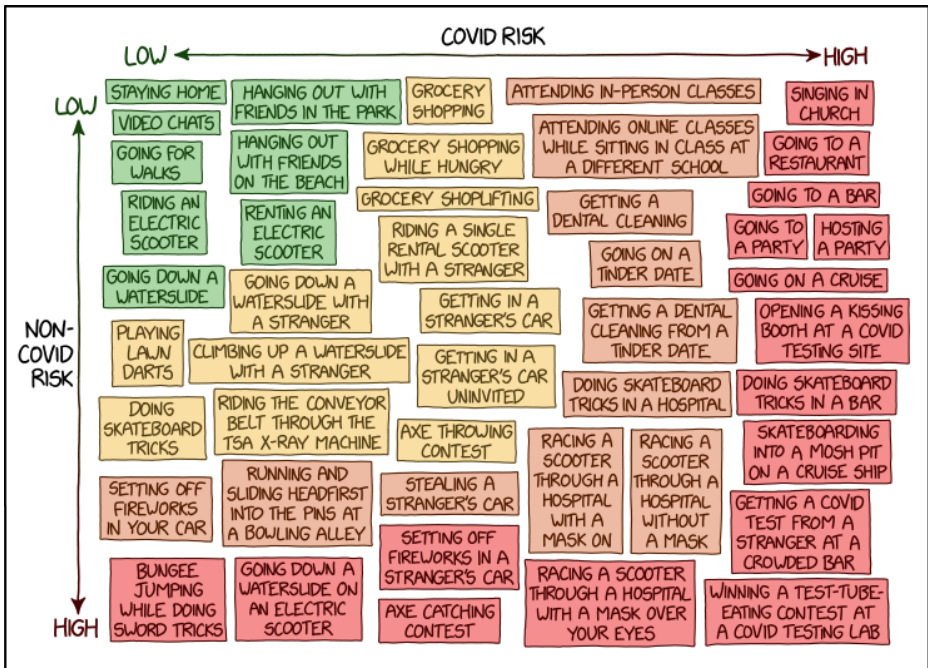 COVID RISK
LOW
HIGH
LOW
NON-
COVID
RISK
HIGH
STAYING HOME
HANGING OUT WITH
FRIENDS IN THE PARK
GROCERY
SHOPPING
ATTENDING IN-PERSON CLASSES
SINGING IN
CHURCH
VIDEO CHATS
GOING FOR
WALKS
HANGING OUT
WITH FRIENDS
ON THE BEACH
GROCERY SHOPPING
WHILE HUNGRY
ATTENDING ONLINE CLASSES
WHILE SITTING IN CLASS AT
A DIFFERENT SCHOOL
GOING TO A
RESTAURANT
RIDING AN
ELECTRIC
SCOOTER
RENTING AN
ELECTRIC
SCOOTER
GROCERY SHOPLIFTING
GETTING A
DENTAL CLEANING
GOING TO A BAR
RIDING A SINGLE
RENTAL SCOOTER
WITH A STRANGER
GOING ON A
TINDER DATE
GOING TO
A PARTY
HOSTING
A PARTY
GOING DOWN A
WATERSLIDE
GOING DOWN A
WATERSLIDE WITH
A STRANGER
GETTING IN A
STRANGER'S CAR
GETTING A DENTAL
CLEANING FROM A
TINDER DATE
GOING ON A CRUISE
OPENING A KISSING
BOOTH AT A COVID
TESTING SITE
PLAYING
LAWN
DARTS
CLIMBING UP A WATERSLIDE
WITH A STRANGER
GETTING IN A
STRANGER'S CAR
UNINVITED
DOING SKATEBOARD
TRICKS IN A HOSPITAL
DOING SKATEBOARD
TRICKS IN A BAR
DOING
SKATEBOARD
TRICKS
RIDING THE CONVEYOR
BELT THROUGH THE
TSA X-RAY MACHINE
AXE THROWING
CONTEST
RACING A
SCOOTER
THROUGH A
HOSPITAL
WITH A
MASK ON
RACING A
SCOOTER
THROUGH A
HOSPITAL
WITHOUT
A MASK
SKATEBOARDING
INTO A MOSH PIT
ON A CRUISE SHIP
SETTING OFF
FIREWORKS
IN YOUR CAR
RUNNING AND
SLIDING HEADFIRST
INTO THE PINS AT
A BOWLING ALLEY
STEALING A
STRANGER'S CAR
GETTING A COVID
TEST FROM A
STRANGER AT A
CROWDED BAR
SETTING OFF
FIREWORKS IN A
STRANGER'S CAR
BUNGEE
JUMPING
WHILE DOING
SWORD TRICKS
GOING DOWN A
WATERSLIDE ON
AN ELECTRIC
SCOOTER
AXE CATCHING
CONTEST
RACING A SCOOTER
THROUGH A HOSPITAL
WITH A MASK OVER
YOUR EYES
WINNING A TEST-TUBE-
EATING CONTEST AT
A COVID TESTING LAB